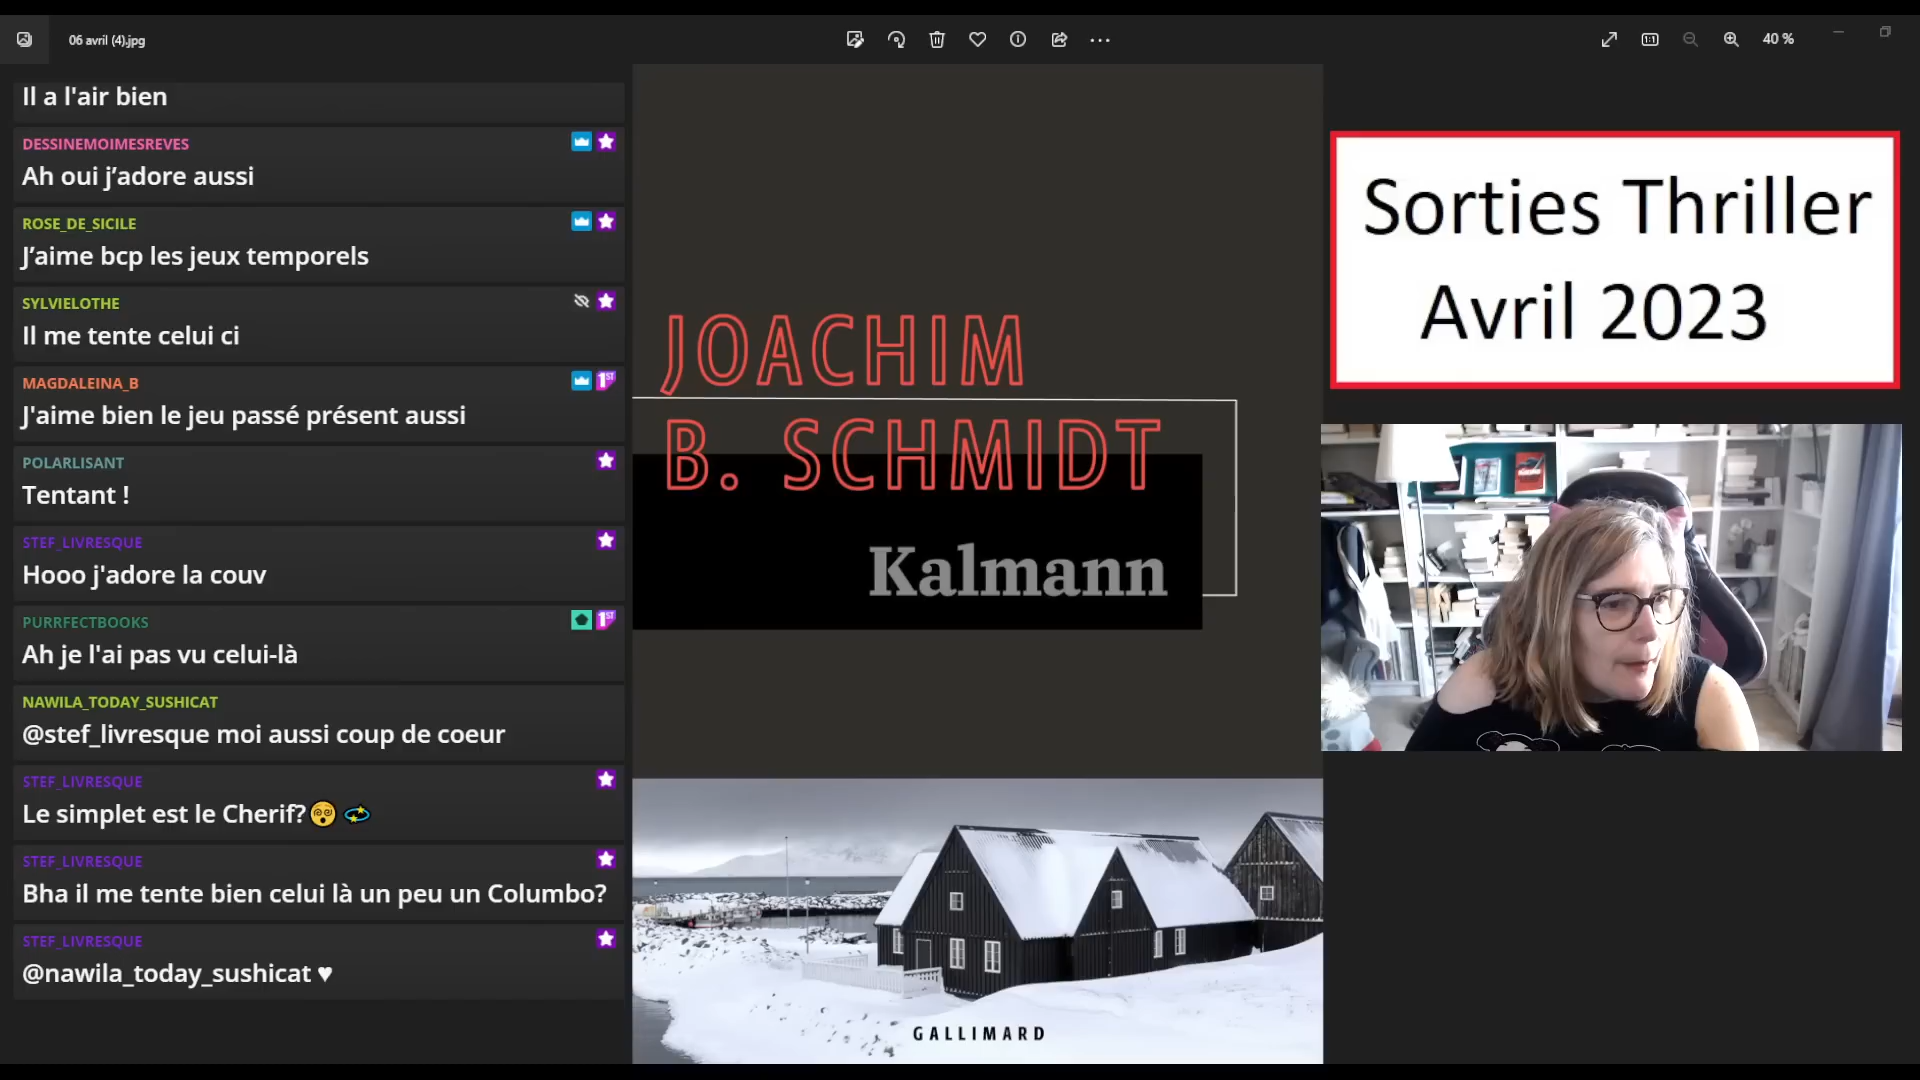 06 avril (4).jpg
40 %
Il a l'air bien
DESSINEMOIMESREVES
Ah oui j’adore aussi
ROSE_DE_SICILE
J’aime bcp les jeux temporels
SYLVIELOTHE
Il me tente celui ci
MAGDALEINA_B
1ST
J'aime bien le jeu passé présent aussi
POLARLISANT
Tentant !
STEF_LIVRESQUE
Hooo j'adore la couv
PURRFECTBOOKS
1ST
Ah je l'ai pas vu celui-là
NAWILA_TODAY_SUSHICAT
@stef_livresque moi aussi coup de coeur
STEF_LIVRESQUE
Le simplet est le Cherif?
STEF_LIVRESQUE
Bha il me tente bien celui là un peu un Columbo?
STEF_LIVRESQUE
@nawila_today_sushicat ♥
JOACHIM
B. SCHMIDT
Kalmann
GALLIMARD
Sorties Thriller
Avril 2023